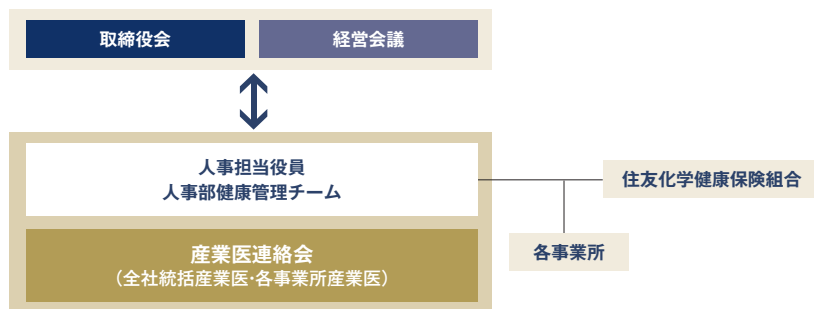 取締役会
経営会議
人事担当役員
人事部健康管理チーム
住友化学健康保険組合
各事業所
産業医連絡会
（全社統括産業医・各事業所産業医）